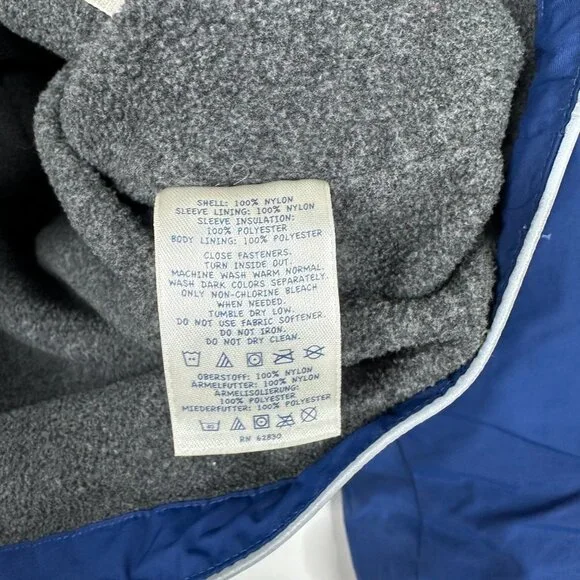 SHELL: 100% NYLON
SLEEVE LINING: 100% NYLON
SLEEVE INSULATION:
100% POLYESTER
BODY LINING: 100% POLYESTER
CLOSE FASTENERS.
TURN INSIDE OUT.
MACHINE WASH WARM NORMAL.
WASH DARK COLORS SEPARATELY.
ONLY NON-CHLORINE BLEACH
WHEN NEEDED.
TUMBLE DRY LOW.
DO NOT USE FABRIC SOFTENER.
DO NOT IRON.
DO NOT DRY CLEAN.
OBERSTOFF: 100% NYLON
ARMELFUTTER: 100% NYLON
ARMELISOLIERUNG:
100% POLYESTER
MIEDERFUTTER: 100% POLYESTER
RN 62830